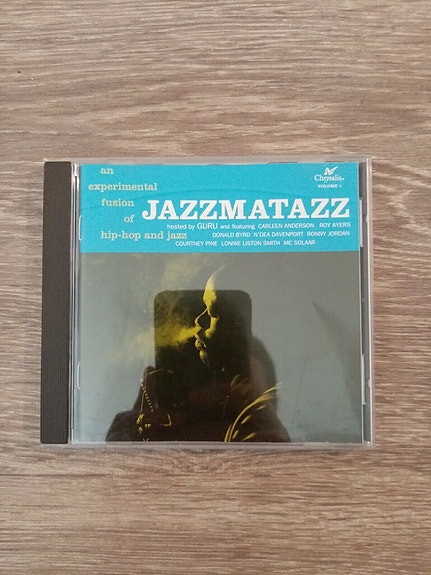 an
experimental
fusion
of
hip-hop and jazz
JAZZMATAZZ
Chrysalis
VOLUME 1
hosted by GURU and featuring CARLEEN ANDERSON ROY AYERS
DONALD BYRD N'DEA DAVENPORT RONNY JORDAN
COURTNEY PINE LONNIE LISTON SMITH MC SOLAAR